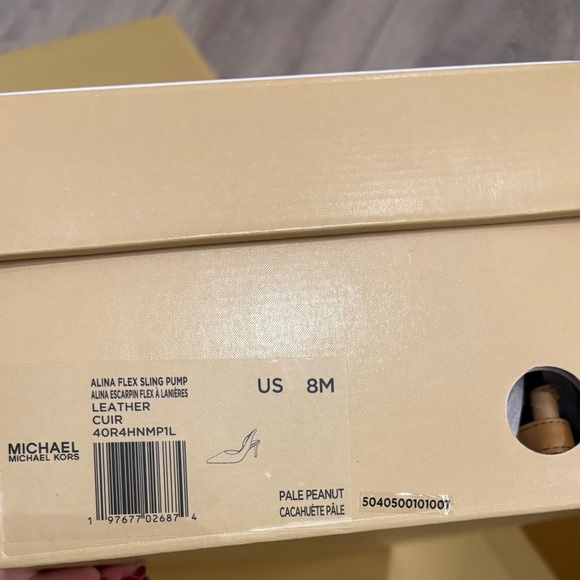 ALINA FLEX SLING PUMP
ALINA ESCARPIN FLEX À LANIÈRES
LEATHER
CUIR
40R4HNMP1L
US 8M
MICHAEL
MICHAEL KORS
1 97677 02687 4
PALE PEANUT
CACAHUÈTE PÂLE
5040500101001